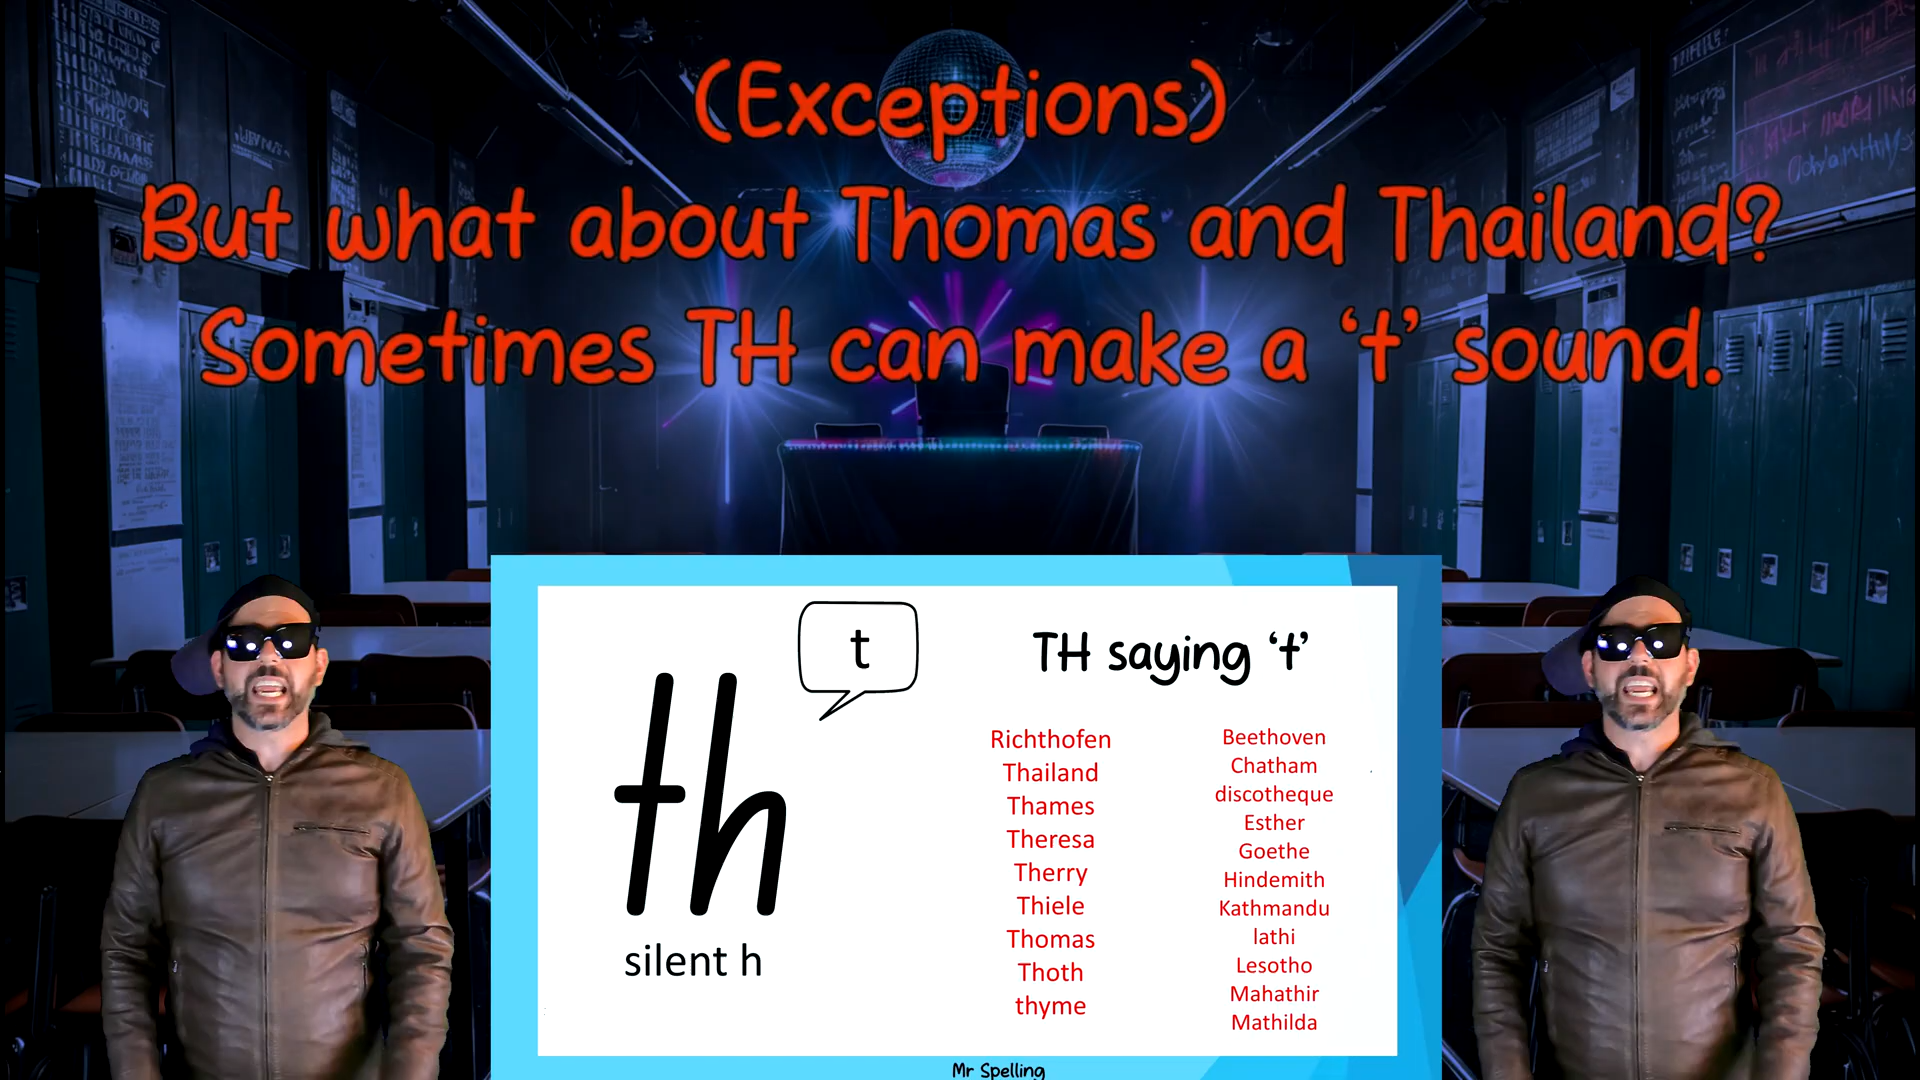 (Exceptions)
But what about Thomas and Thailand?
Sometimes TH can make a ‘t’ sound.
t
th
silent h
TH saying ‘t’
Richthofen
Thailand
Thames
Theresa
Therry
Thiele
Thomas
Thoth
thyme
Beethoven
Chatham
discotheque
Esther
Goethe
Hindemith
Kathmandu
lathi
Lesotho
Mahathir
Mathilda
Mr Spelling